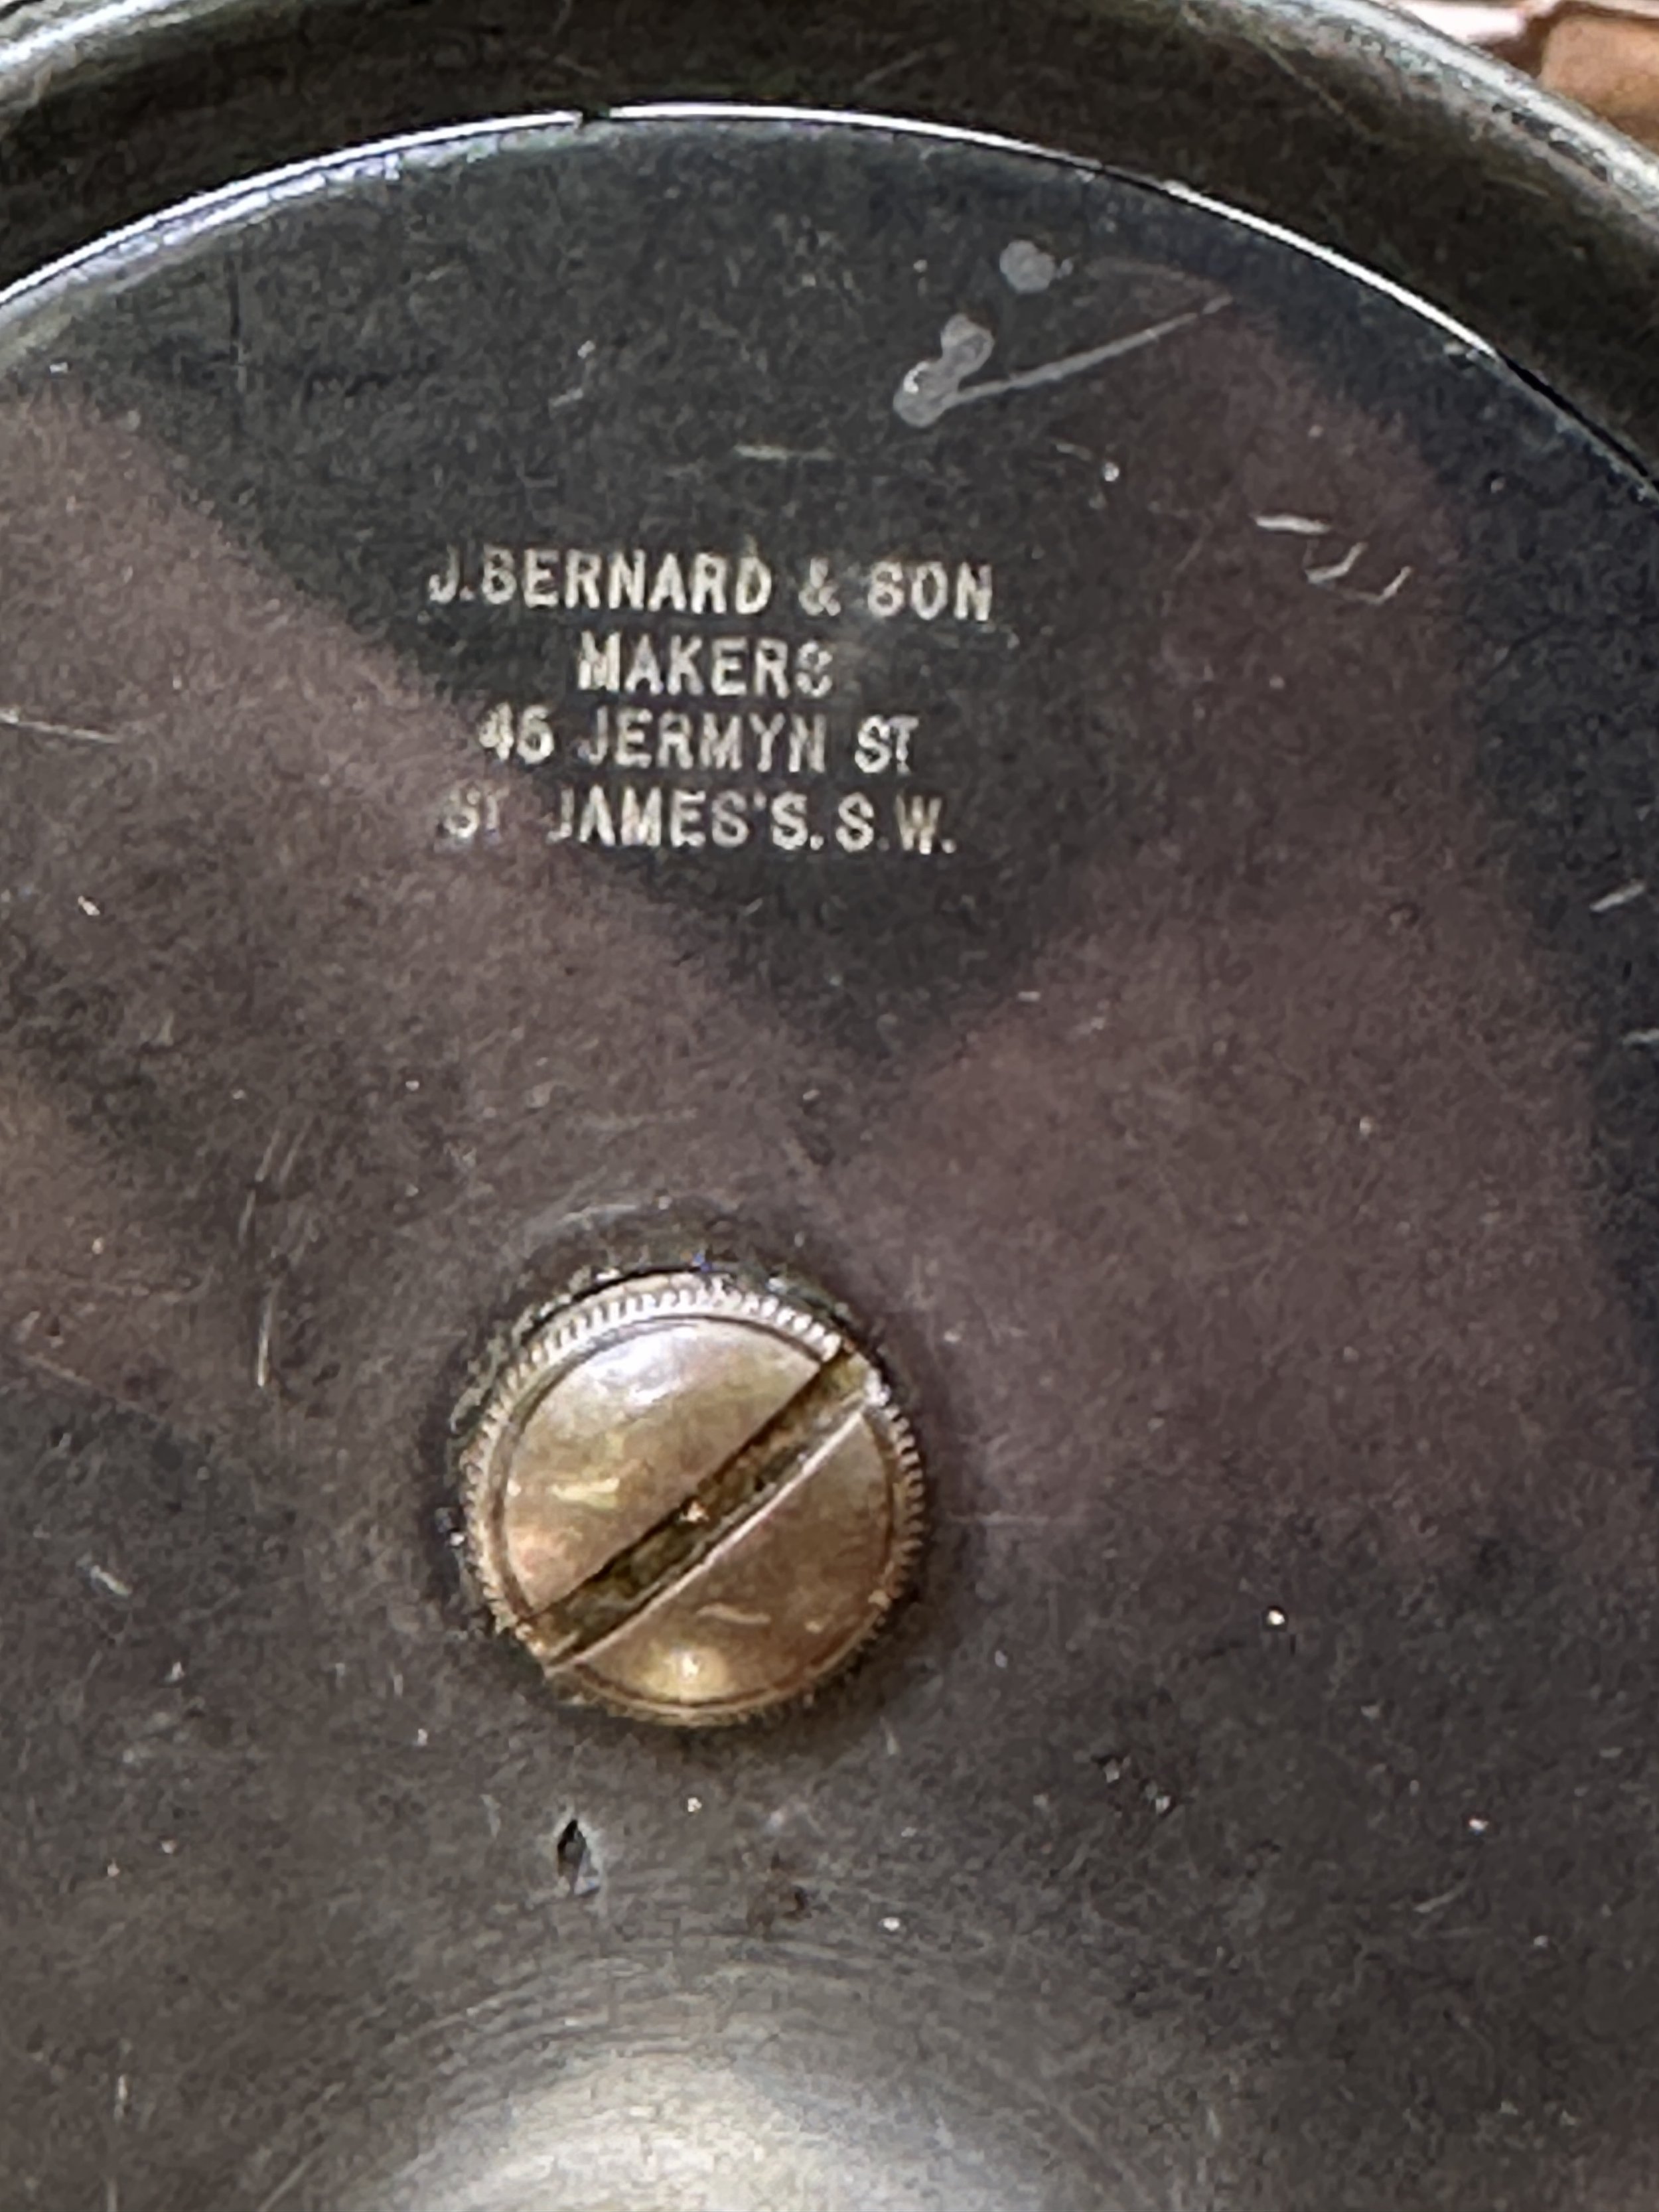 J. BERNARD & SON
MAKERS
45 JERMYN ST
ST JAMES'S. S.W.